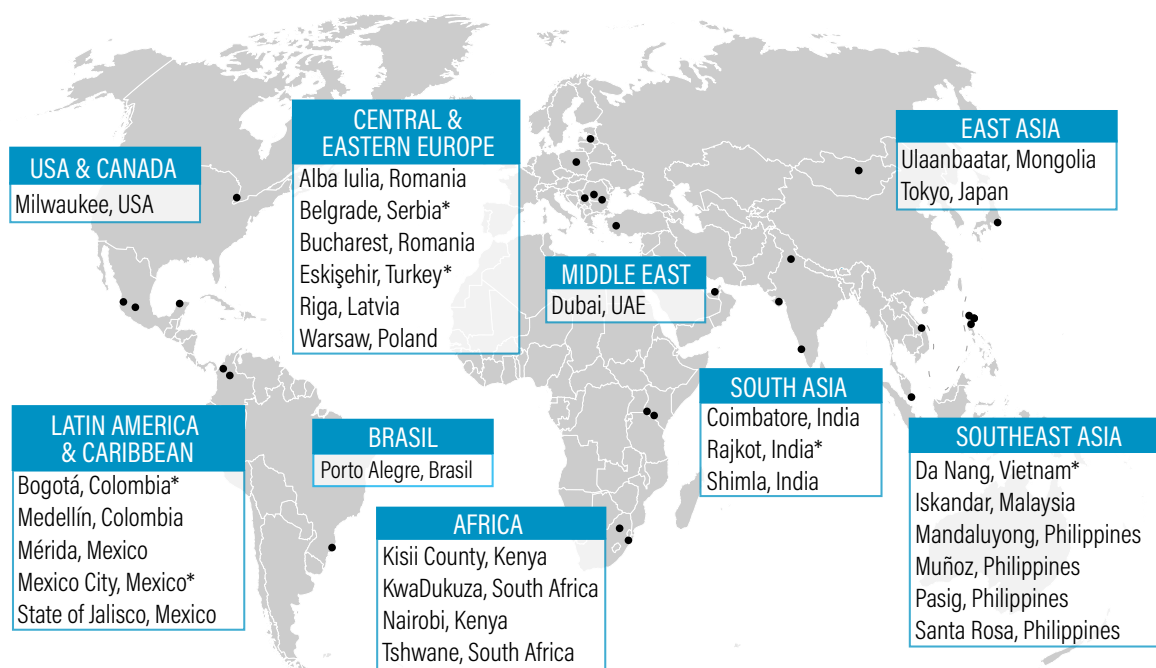 USA & CANADA
Milwaukee, USA
CENTRAL &
EASTERN EUROPE
Alba Iulia, Romania
Belgrade, Serbia*
Bucharest, Romania
Eskişehir, Turkey*
Riga, Latvia
Warsaw, Poland
EAST ASIA
Ulaanbaatar, Mongolia
Tokyo, Japan
MIDDLE EAST
Dubai, UAE
LATIN AMERICA
& CARIBBEAN
Bogotá, Colombia*
Medellín, Colombia
Mérida, Mexico
Mexico City, Mexico*
State of Jalisco, Mexico
BRASIL
Porto Alegre, Brasil
AFRICA
Kisii County, Kenya
KwaDukuza, South Africa
Nairobi, Kenya
Tshwane, South Africa
SOUTH ASIA
Coimbatore, India
Rajkot, India*
Shimla, India
SOUTHEAST ASIA
Da Nang, Vietnam*
Iskandar, Malaysia
Mandaluyong, Philippines
Muñoz, Philippines
Pasig, Philippines
Santa Rosa, Philippines